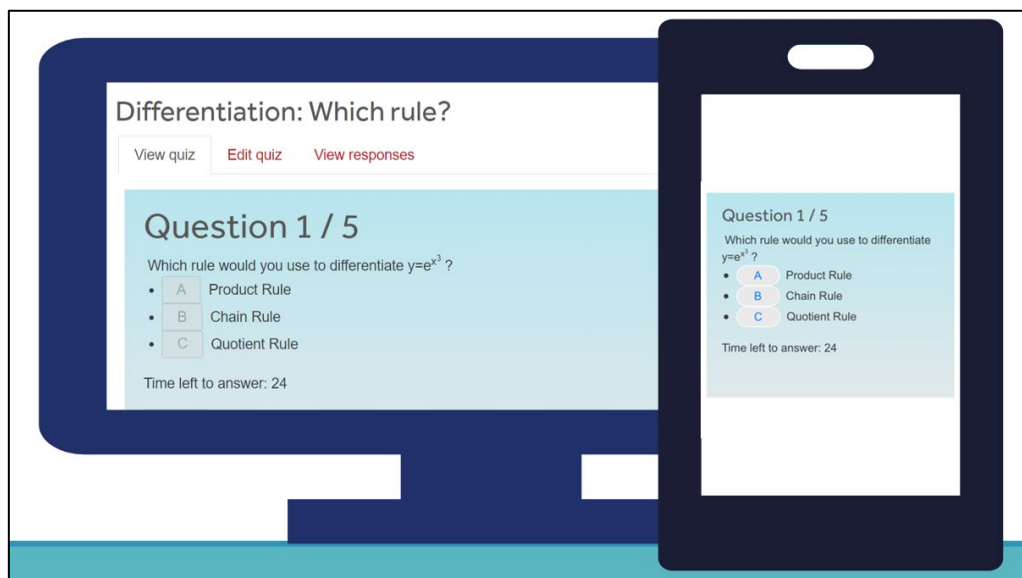 Differentiation: Which rule?
View quiz Edit quiz View responses
Question 1 / 5
Which rule would you use to differentiate y=e^x^3 ?
A Product Rule
B Chain Rule
C Quotient Rule
Time left to answer: 24
Question 1 / 5
Which rule would you use to differentiate
y=e^x^3 ?
A Product Rule
B Chain Rule
C Quotient Rule
Time left to answer: 24